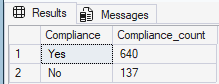 Results Messages
Compliance Compliance_count
1 Yes 640
2 No 137